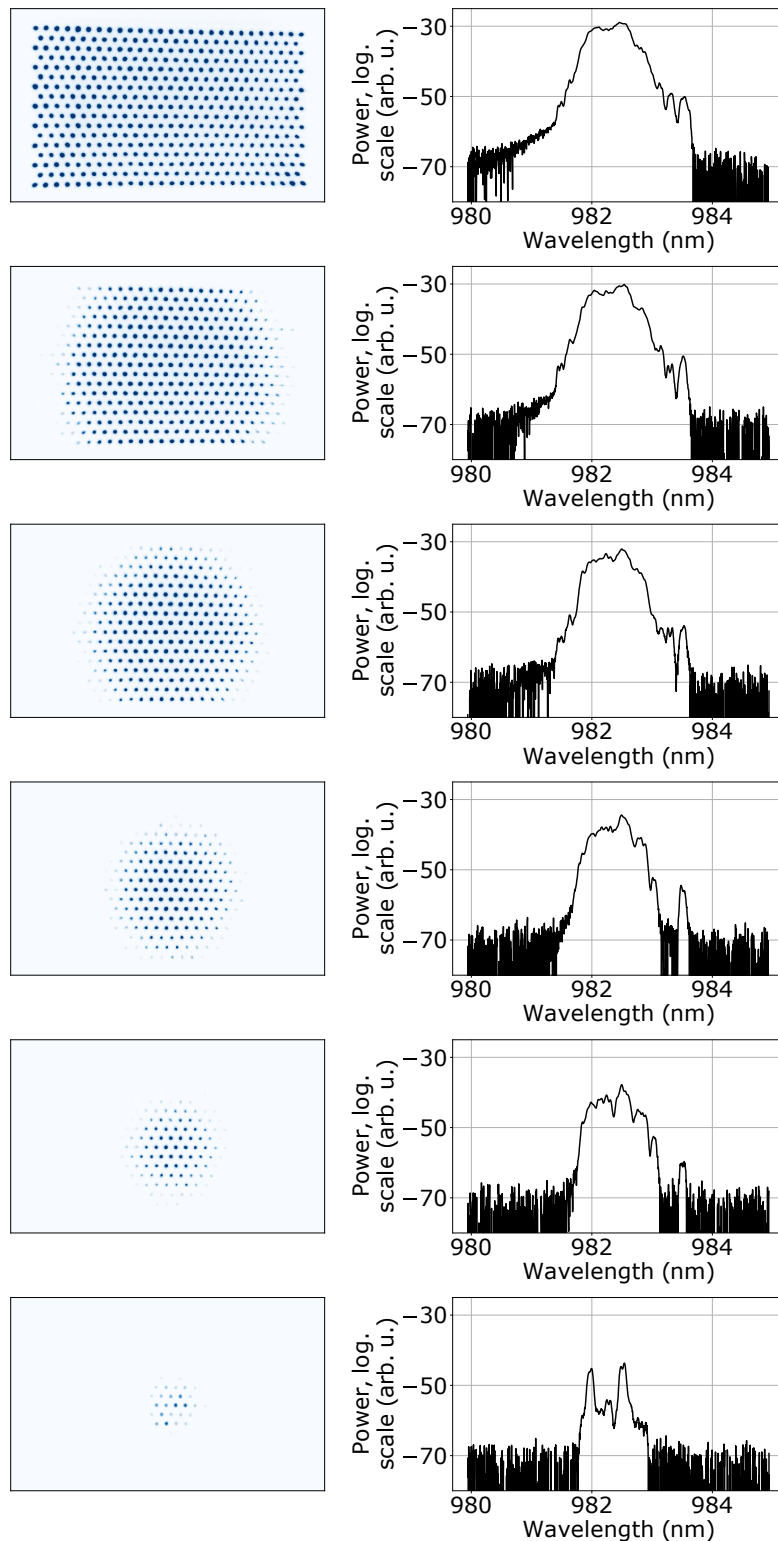 −30
−50
−70
Power, log.
scale (arb. u.)
980
982
984
Wavelength (nm)
−30
−50
−70
Power, log.
scale (arb. u.)
980
982
984
Wavelength (nm)
−30
−50
−70
Power, log.
scale (arb. u.)
980
982
984
Wavelength (nm)
−30
−50
−70
Power, log.
scale (arb. u.)
980
982
984
Wavelength (nm)
−30
−50
−70
Power, log.
scale (arb. u.)
980
982
984
Wavelength (nm)
−30
−50
−70
Power, log.
scale (arb. u.)
980
982
984
Wavelength (nm)